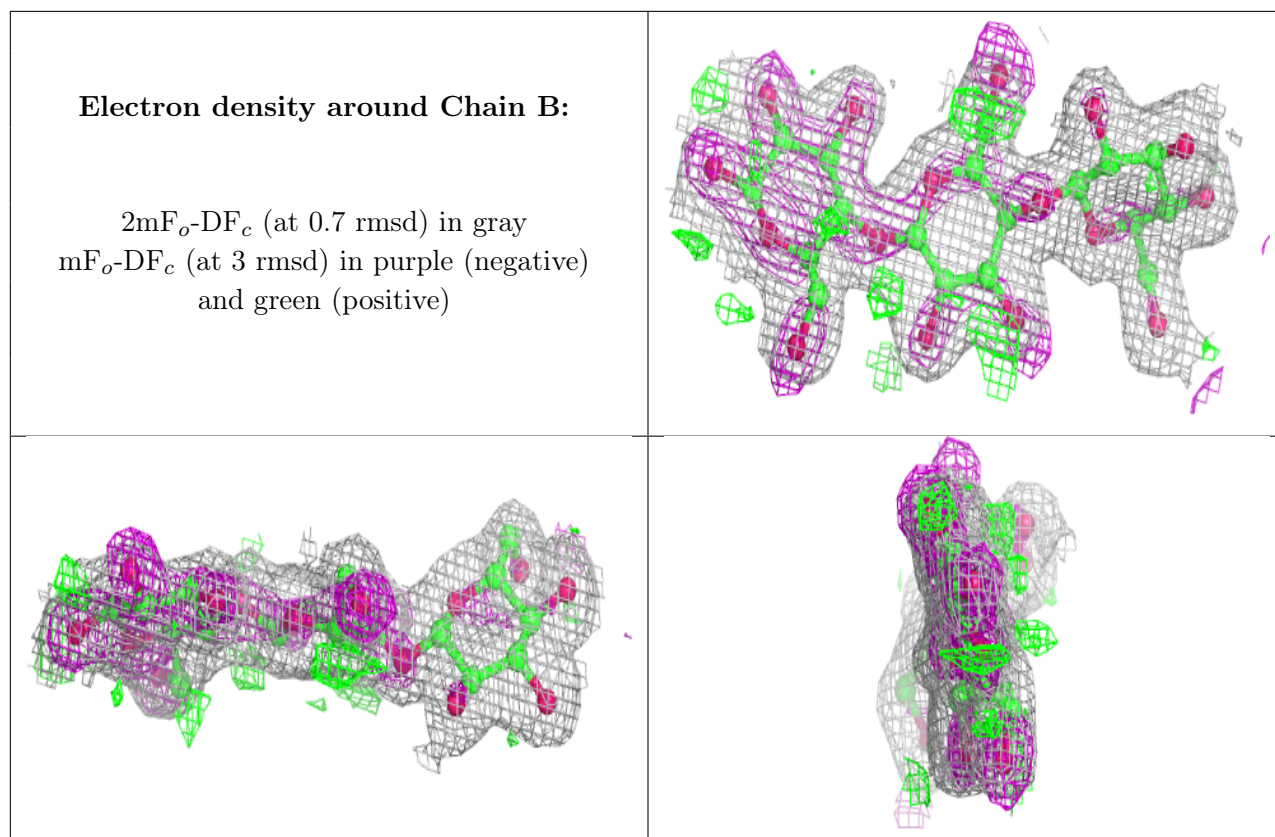 Electron density around Chain B:
2mFₒ-DF𝒸 (at 0.7 rmsd) in gray
mFₒ-DF𝒸 (at 3 rmsd) in purple (negative)
and green (positive)